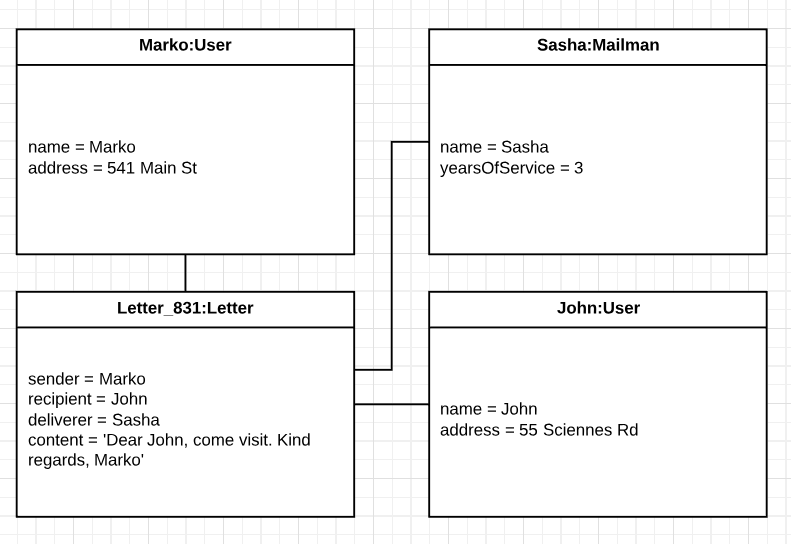 Marko:User
name = Marko
address = 541 Main St
Sasha:Mailman
name = Sasha
yearsOfService = 3
Letter_831:Letter
sender = Marko
recipient = John
deliverer = Sasha
content = 'Dear John, come visit. Kind
regards, Marko'
John:User
name = John
address = 55 Sciennes Rd